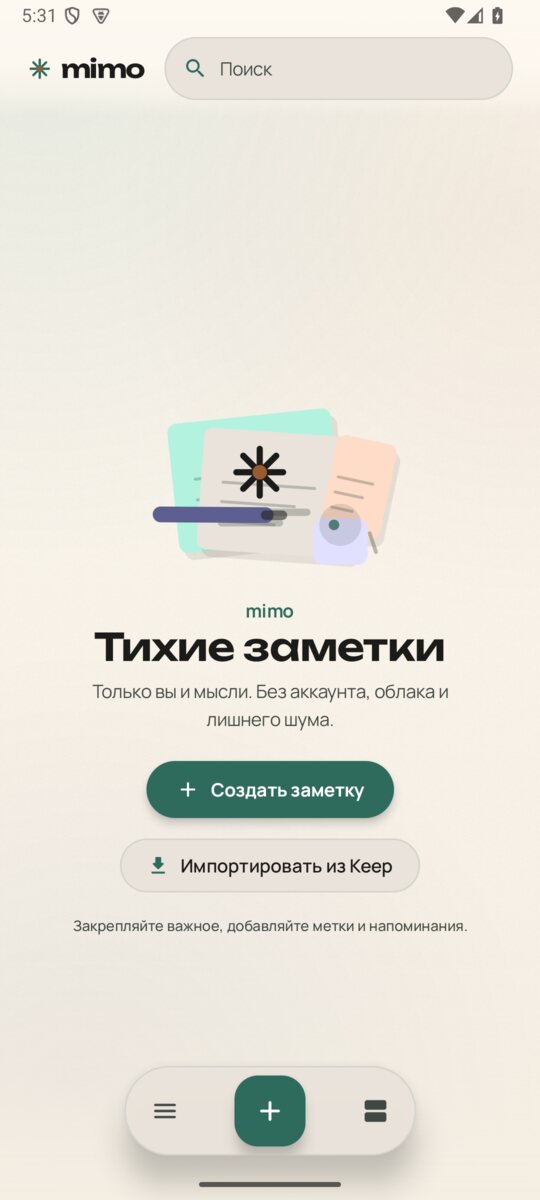 5:31
mimo
Поиск
mimo
Тихие заметки
Только вы и мысли. Без аккаунта, облака и
лишнего шума.
Создать заметку
Импортировать из Keep
Закрепляйте важное, добавляйте метки и напоминания.